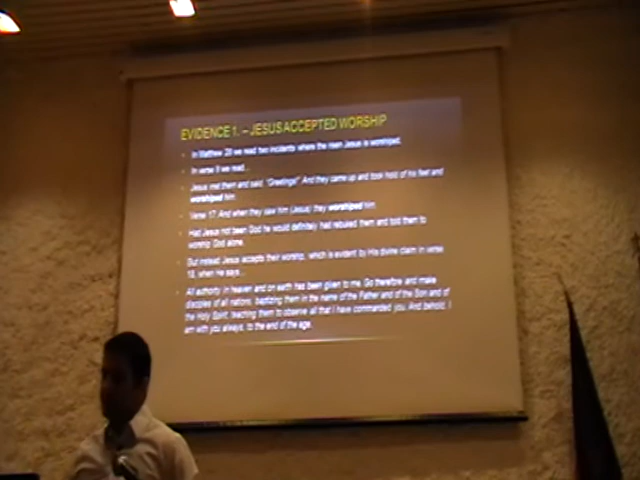 EVIDENCE 1. – JESUS ACCEPTED WORSHIP
In Matthew 28 we read two incidents where the risen Jesus is worshiped.
In verse 9 we read...
Jesus met them and said "Greetings!" And they came up and took hold of his feet and
worshiped him.
Verse 17. And when they saw him (Jesus) they worshiped him.
Had Jesus not been God he would definitely had rebuked them and told them to
worship God alone.
But instead Jesus accepts their worship, which is evident by His divine claim in verse
18, when He says...
All authority in heaven and on earth has been given to me. Go therefore and make
disciples of all nations, baptizing them in the name of the Father and of the Son and of
the Holy Spirit, teaching them to observe all that I have commanded you. And behold, I
am with you always, to the end of the age.